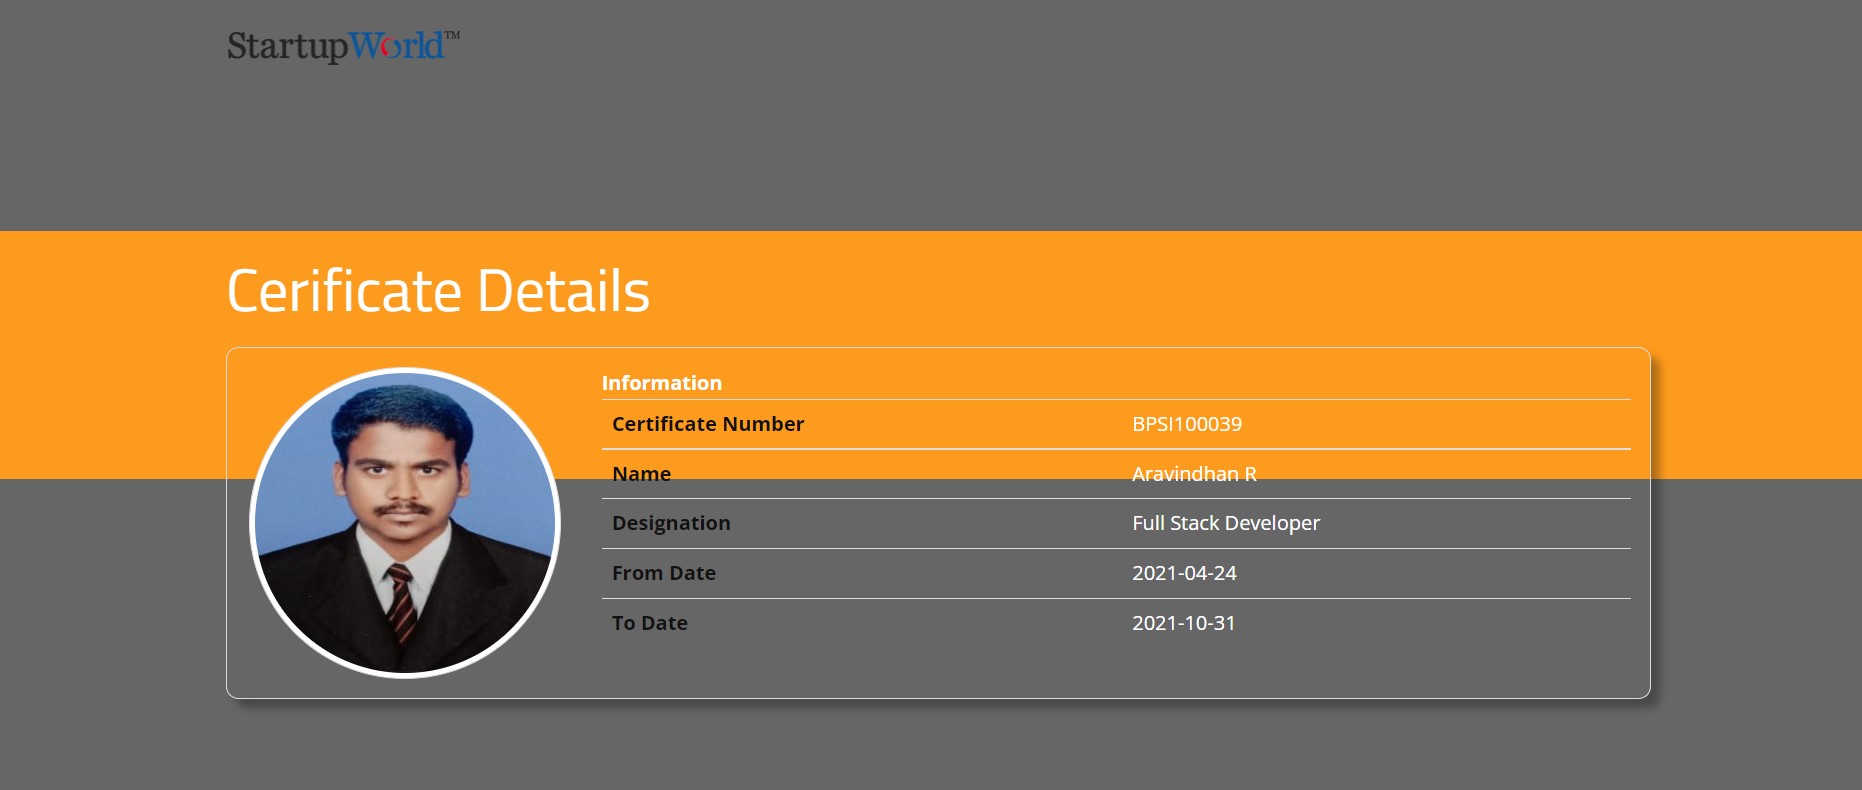 StartupWorld™
Cerificate Details
Information
Certificate Number BPSI100039
Name Aravindhan R
Designation Full Stack Developer
From Date 2021-04-24
To Date 2021-10-31